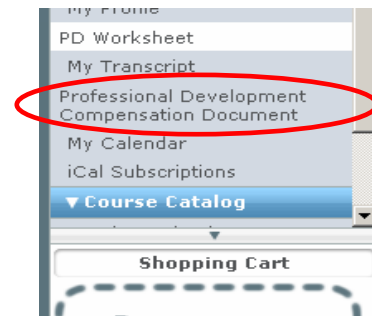 My Profile
PD Worksheet
My Transcript
Professional Development
Compensation Document
My Calendar
iCal Subscriptions
Course Catalog
Shopping Cart